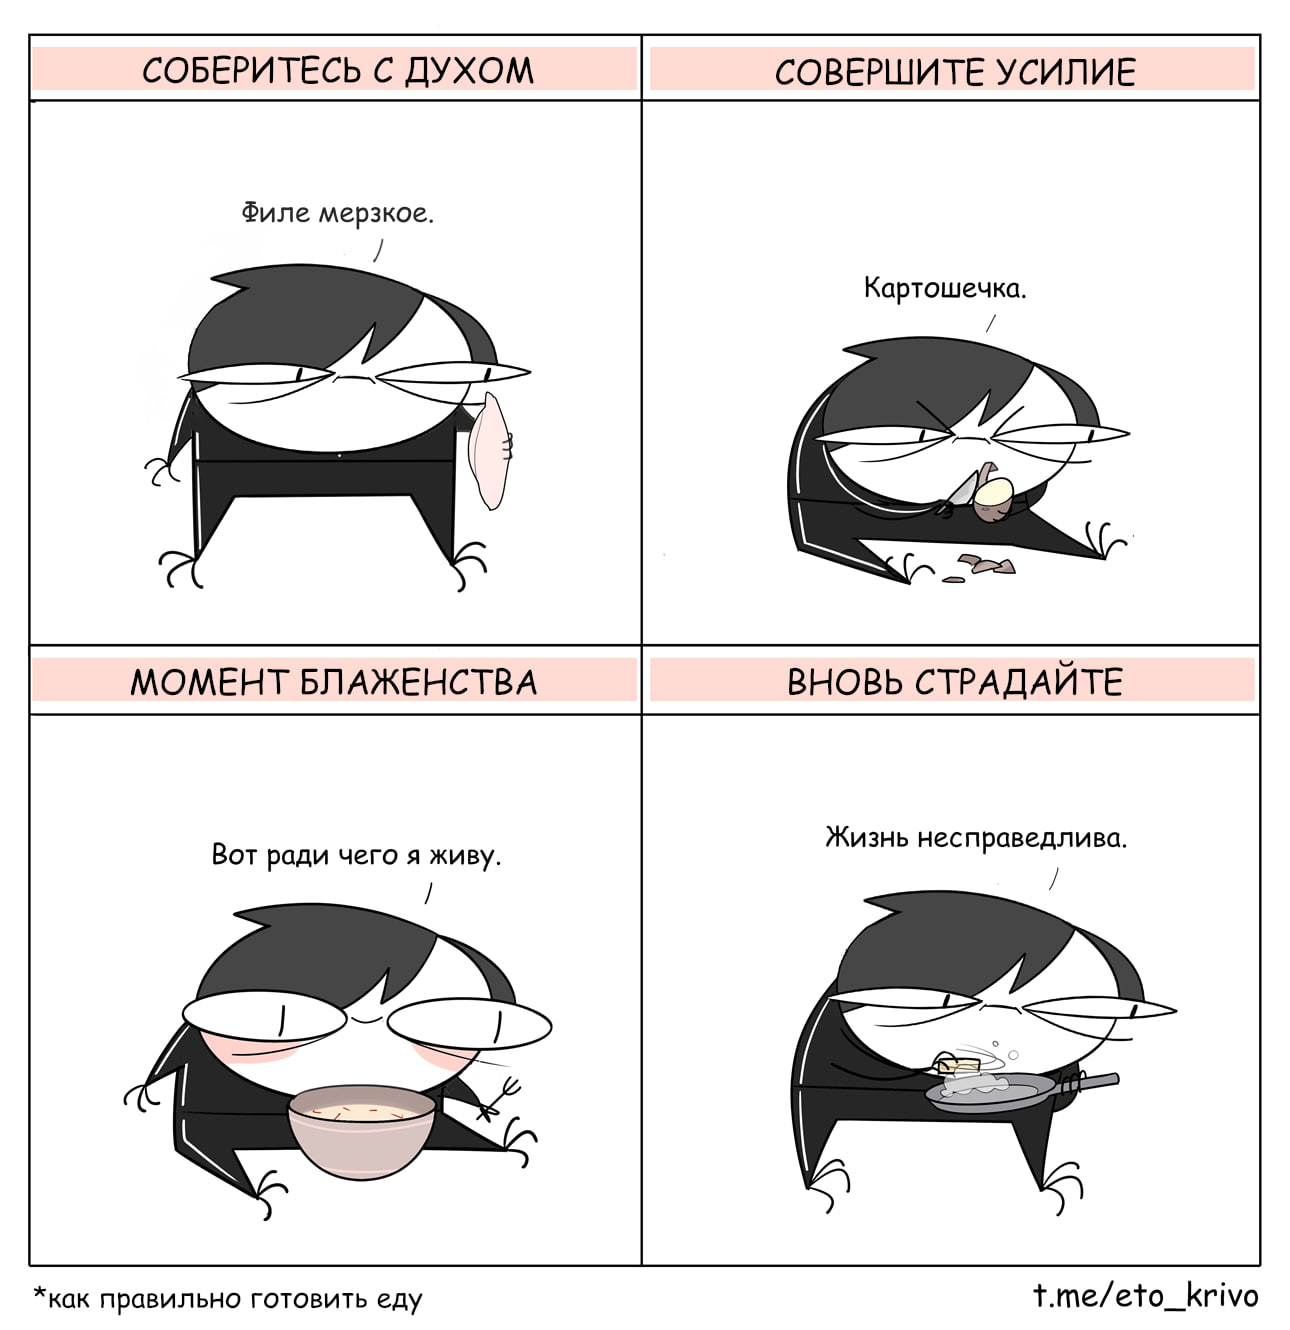 СОБЕРИТЕСЬ С ДУХОМ
Филе мерзкое.
СОВЕРШИТЕ УСИЛИЕ
Картошечка.
МОМЕНТ БЛАЖЕНСТВА
Вот ради чего я живу.
ВНОВЬ СТРАДАЙТЕ
Жизнь несправедлива.
*как правильно готовить еду
t.me/eto_krivo